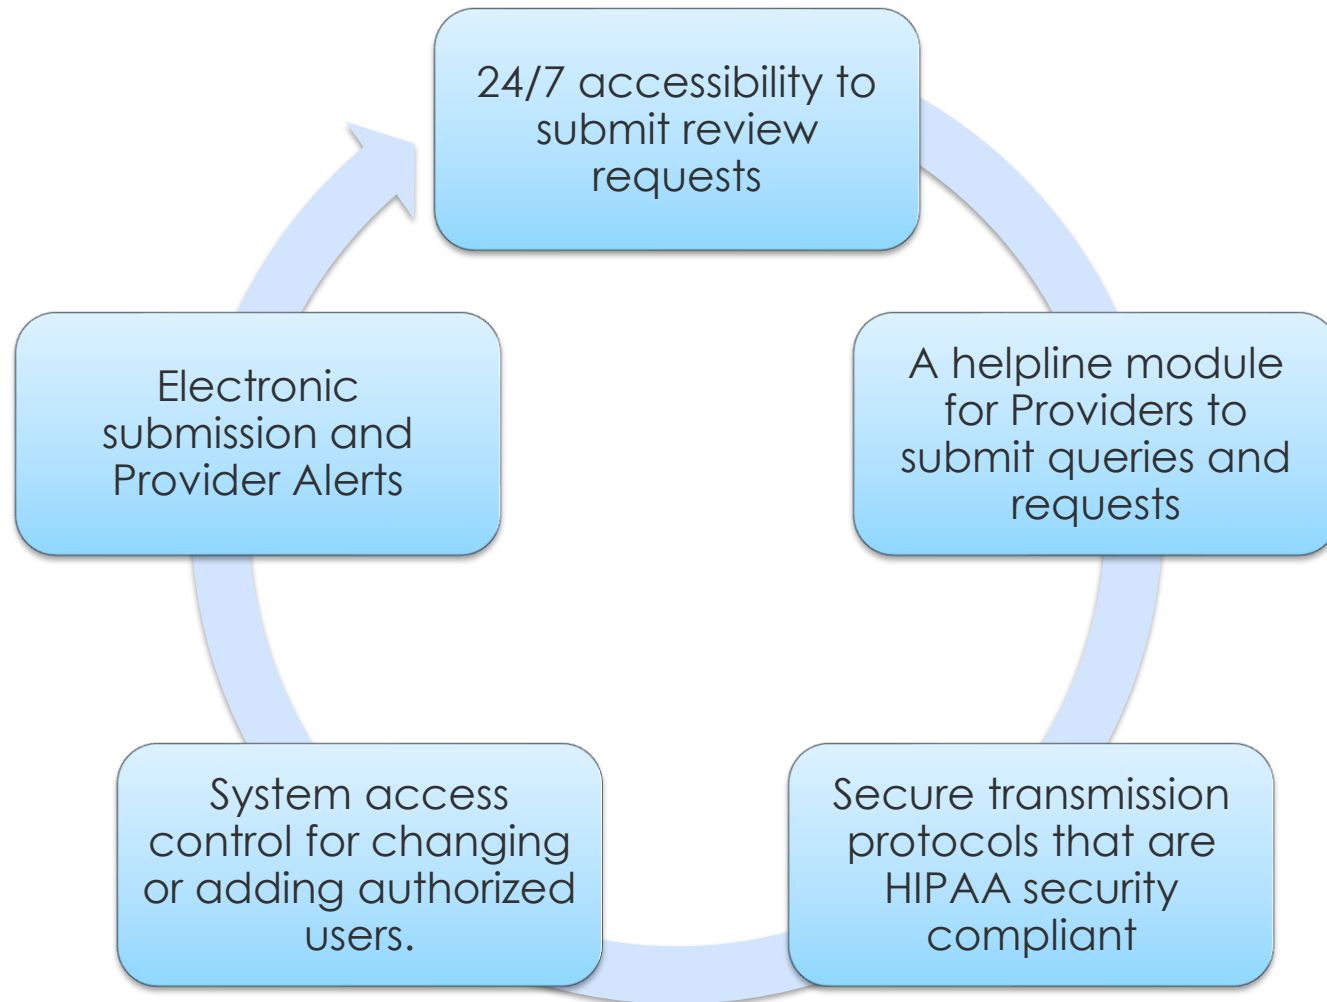 24/7 accessibility to
submit review
requests
A helpline module
for Providers to
submit queries and
requests
Secure transmission
protocols that are
HIPAA security
compliant
System access
control for changing
or adding authorized
users.
Electronic
submission and
Provider Alerts